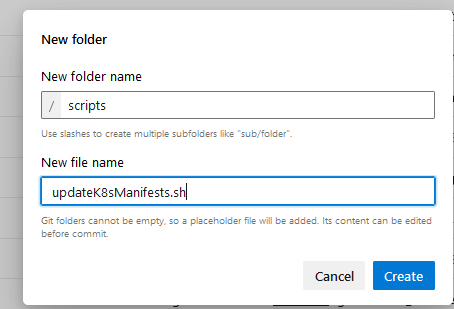 New folder
New folder name
/ scripts
Use slashes to create multiple subfolders like "sub/folder".
New file name
updateK8sManifests.sh
Git folders cannot be empty, so a placeholder file will be added. Its content can be edited
before commit.
Cancel Create